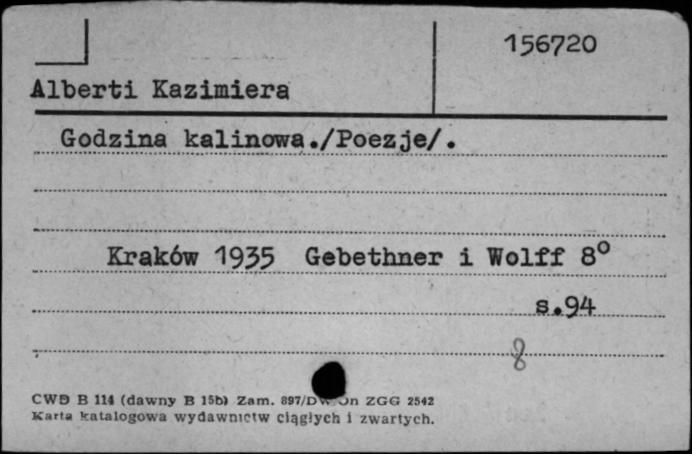 156720
Alberti Kazimiera
Godzina kalinowa./Poezje/.
Kraków 1935 Gebethner i Wolff 8°
s.94
8
CWD B 114 (dawny B 15b) Zam. 897/DW ZGG 2542
Karta katalogowa wydawnictw ciągłych i zwartych.